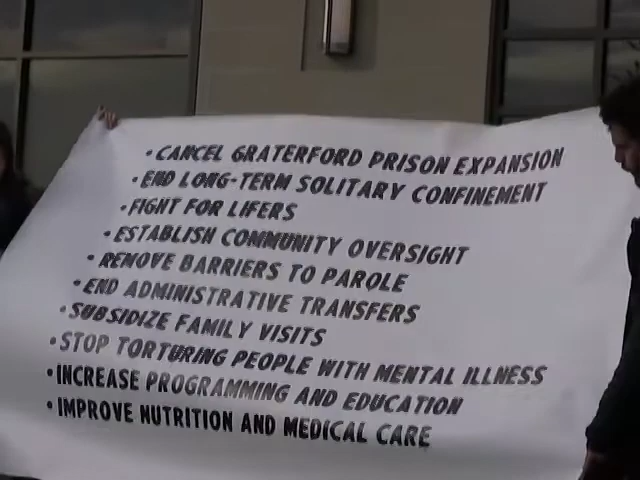 • CANCEL GRATERFORD PRISON EXPANSION
• END LONG-TERM SOLITARY CONFINEMENT
• FIGHT FOR LIFERS
• ESTABLISH COMMUNITY OVERSIGHT
• REMOVE BARRIERS TO PAROLE
• END ADMINISTRATIVE TRANSFERS
• SUBSIDIZE FAMILY VISITS
• STOP TORTURING PEOPLE WITH MENTAL ILLNESS
• INCREASE PROGRAMMING AND EDUCATION
• IMPROVE NUTRITION AND MEDICAL CARE